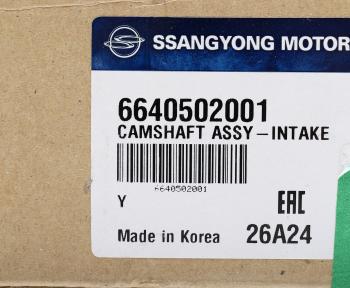 SSANGYONG MOTOR
6640502001
CAMSHAFT ASSY-INTAKE
6640502001
Y
EAC
Made in Korea 26A24